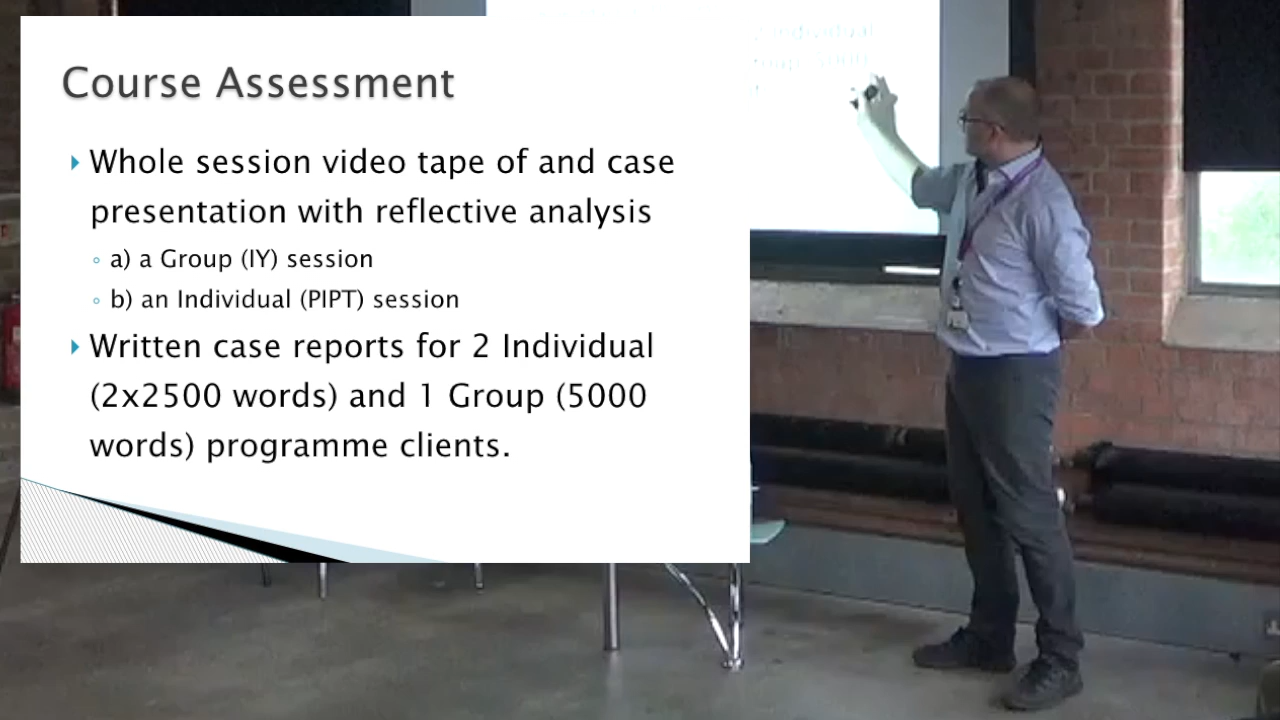 Course Assessment
Whole session video tape of and case
presentation with reflective analysis
a) a Group (IY) session
b) an Individual (PIPT) session
Written case reports for 2 Individual
(2x2500 words) and 1 Group (5000
words) programme clients.